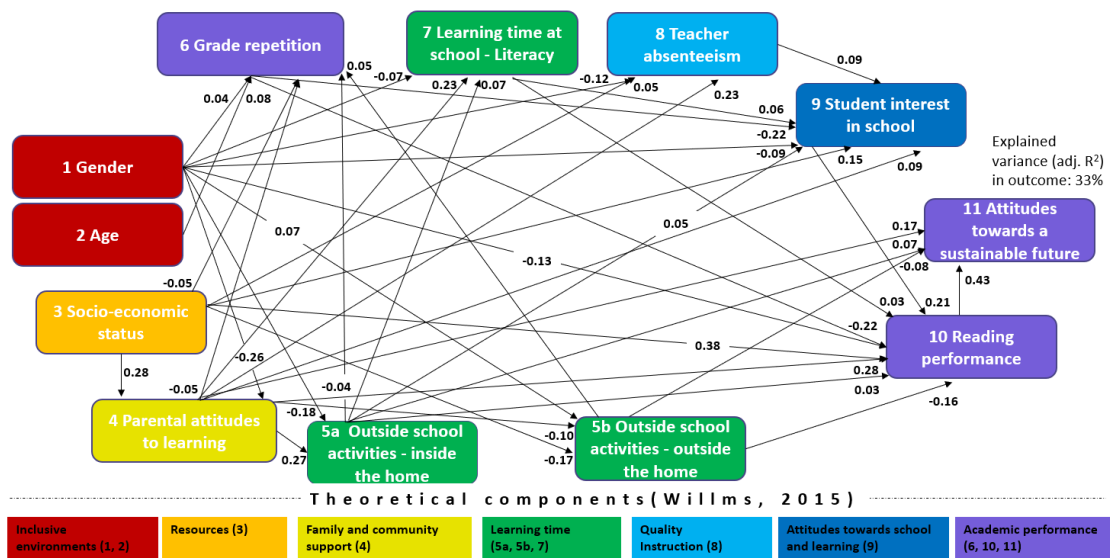 6 Grade repetition
7 Learning time at
school - Literacy
8 Teacher
absenteeism
9 Student interest
in school
1 Gender
2 Age
3 Socio-economic
status
4 Parental attitudes
to learning
5a Outside school
activities - inside
the home
5b Outside school
activities - outside
the home
10 Reading
performance
11 Attitudes
towards a
sustainable future
Explained
variance (adj. R²)
in outcome: 33%
0.04
0.08
0.05
-0.07
0.23
0.07
-0.12
0.05
0.23
0.09
0.06
-0.22
-0.09
0.15
0.09
0.07
0.05
-0.13
0.17
0.07
-0.08
0.43
0.03
0.21
-0.22
0.38
0.28
0.03
-0.16
-0.05
0.28
-0.05
-0.26
-0.04
-0.18
0.27
-0.10
-0.17
Theoretical components (Willms, 2015)
Inclusive
environments (1, 2)
Resources (3)
Family and community
support (4)
Learning time
(5a, 5b, 7)
Quality
Instruction (8)
Attitudes towards school
and learning (9)
Academic performance
(6, 10, 11)